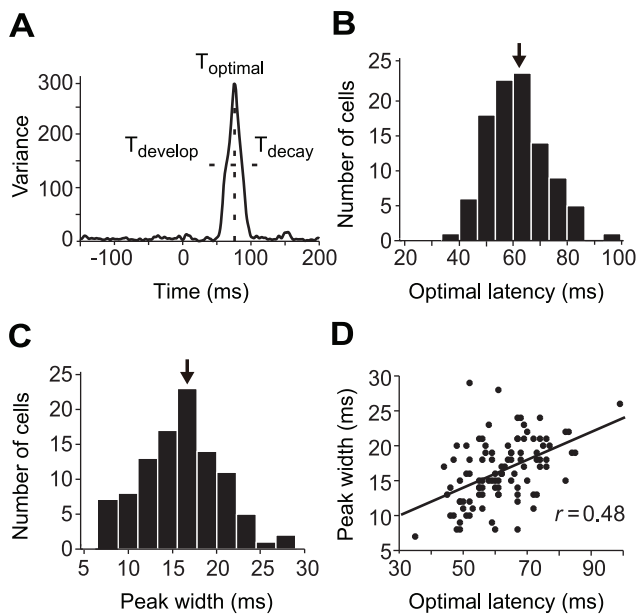 A
T optimal
300
200
100
0
Variance
T develop
T decay
-100
0
100
200
Time (ms)
B
25
20
15
10
5
0
Number of cells
20
40
60
80
100
Optimal latency (ms)
C
25
20
15
10
5
0
Number of cells
5
10
15
20
25
30
Peak width (ms)
D
30
25
20
15
10
5
Peak width (ms)
r = 0.48
30
50
70
90
Optimal latency (ms)